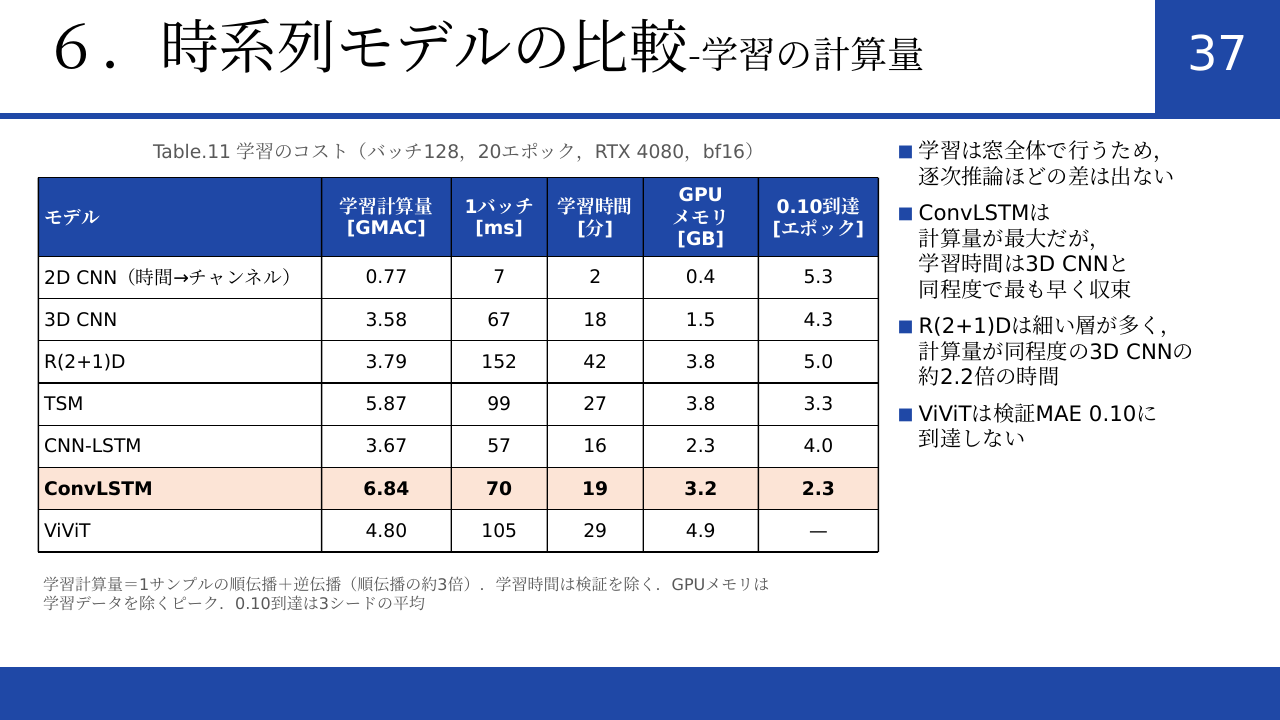 6．時系列モデルの比較-学習の計算量
37
Table.11 学習のコスト（バッチ128，20エポック，RTX 4080，bf16）
モデル 学習計算量 [GMAC] 1バッチ [ms] 学習時間 [分] GPU メモリ [GB] 0.10到達 [エポック]
2D CNN（時間→チャンネル） 0.77 7 2 0.4 5.3
3D CNN 3.58 67 18 1.5 4.3
R(2+1)D 3.79 152 42 3.8 5.0
TSM 5.87 99 27 3.8 3.3
CNN-LSTM 3.67 57 16 2.3 4.0
ConvLSTM 6.84 70 19 3.2 2.3
ViViT 4.80 105 29 4.9 —
学習計算量＝1サンプルの順伝播＋逆伝播（順伝播の約3倍）．学習時間は検証を除く．GPUメモリは
学習データを除くピーク．0.10到達は3シードの平均
■ 学習は窓全体で行うため，
逐次推論ほどの差は出ない
■ ConvLSTMは
計算量が最大だが，
学習時間は3D CNNと
同程度で最も早く収束
■ R(2+1)Dは細い層が多く，
計算量が同程度の3D CNNの
約2.2倍の時間
■ ViViTは検証MAE 0.10に
到達しない